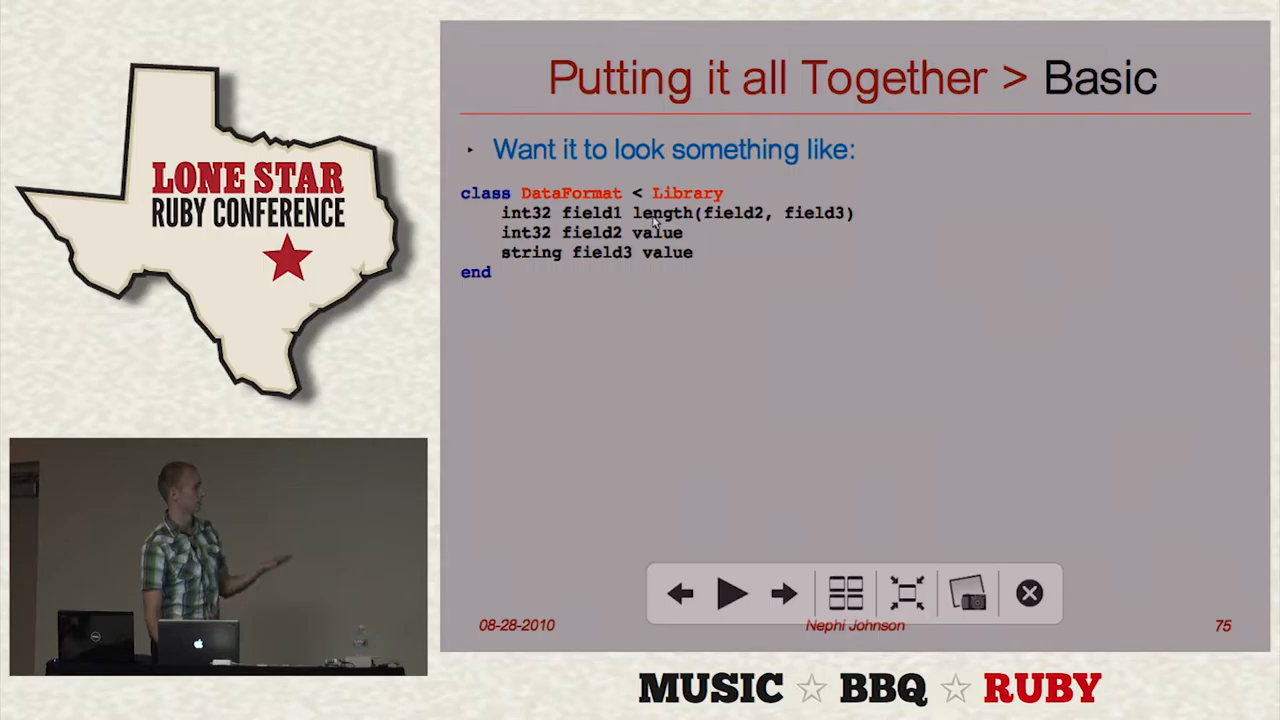 LONE STAR
RUBY CONFERENCE
Putting it all Together > Basic
‣ Want it to look something like:
class DataFormat < Library
    int32 field1 length(field2, field3)
    int32 field2 value
    string field3 value
end
08-28-2010
Nephi Johnson
75
MUSIC ☆ BBQ ☆ RUBY